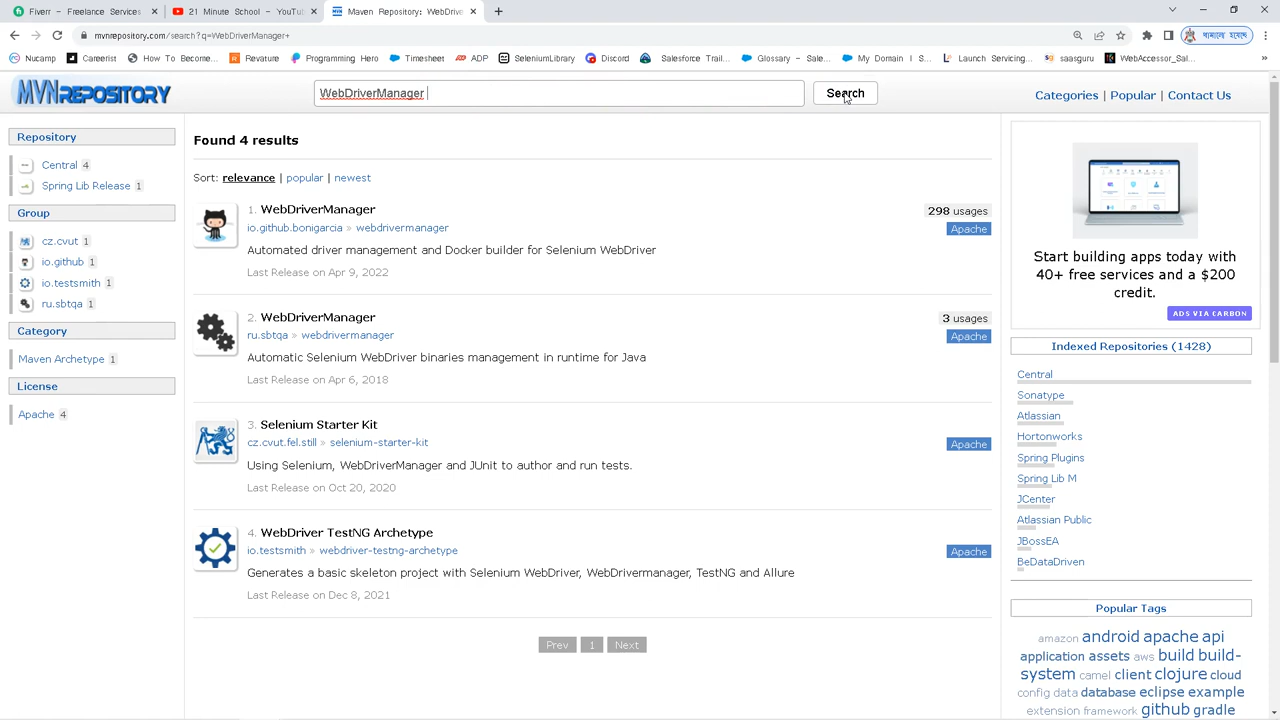 Fiverr - Freelance Services
21 Minute School - YouTu
Maven Repository: WebDrive
mvnrepository.com/search?q=WebDriverManager+
Nucamp
Careerist
How To Become...
Revature
Programming Hero
Timesheet
ADP
SeleniumLibrary
Discord
Salesforce Trail...
Glossary — Sale...
My Domain | S...
Launch Servicing...
saasguru
WebAccessor_Sal...
MVNREPOSITORY
WebDriverManager
Search
Categories | Popular | Contact Us
Repository
Central 4
Spring Lib Release 1
Group
cz.cvut 1
io.github 1
io.testsmith 1
ru.sbtqa 1
Category
Maven Archetype 1
License
Apache 4
Found 4 results
Sort: relevance | popular | newest
1. WebDriverManager
298 usages
io.github.bonigarcia » webdrivermanager
Apache
Automated driver management and Docker builder for Selenium WebDriver
Last Release on Apr 9, 2022
2. WebDriverManager
3 usages
ru.sbtqa » webdrivermanager
Apache
Automatic Selenium WebDriver binaries management in runtime for Java
Last Release on Apr 6, 2018
3. Selenium Starter Kit
cz.cvut.fel.still » selenium-starter-kit
Apache
Using Selenium, WebDriverManager and JUnit to author and run tests.
Last Release on Oct 20, 2020
4. WebDriver TestNG Archetype
io.testsmith » webdriver-testng-archetype
Apache
Generates a basic skeleton project with Selenium WebDriver, WebDrivermanager, TestNG and Allure
Last Release on Dec 8, 2021
Prev 1 Next
Start building apps today with
40+ free services and a $200
credit.
ADS VIA CARBON
Indexed Repositories (1428)
Central
Sonatype
Atlassian
Hortonworks
Spring Plugins
Spring Lib M
JCenter
Atlassian Public
JBossEA
BeDataDriven
Popular Tags
amazon android apache api
application assets aws build build-
system camel client clojure cloud
config data database eclipse example
extension framework github gradle